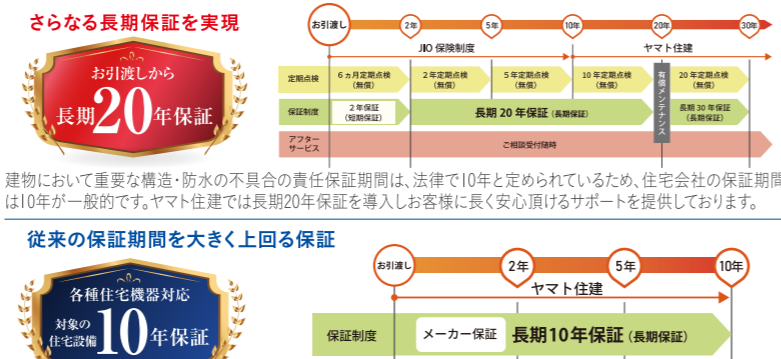 さらなる長期保証を実現
お引渡しから
長期20年保証
お引渡し
2年
5年
10年
20年
30年
JIO 保険制度
ヤマト住建
定期点検
6ヵ月定期点検
(無償)
2年定期点検
(無償)
5年定期点検
(無償)
10年定期点検
(無償)
有償メンテナンス
20年定期点検
(無償)
保証制度
2年保証
(短期保証)
長期20年保証(長期保証)
長期30年保証
(長期保証)
アフター
サービス
ご相談受付随時
建物において重要な構造・防水の不具合の責任保証期間は、法律で10年と定められているため、住宅会社の保証期間
は10年が一般的です。ヤマト住建では長期20年保証を導入しお客様に長く安心頂けるサポートを提供しております。
従来の保証期間を大きく上回る保証
各種住宅機器対応
対象の
住宅設備
10年保証
お引渡し
2年
5年
10年
ヤマト住建
保証制度
メーカー保証
長期10年保証(長期保証)